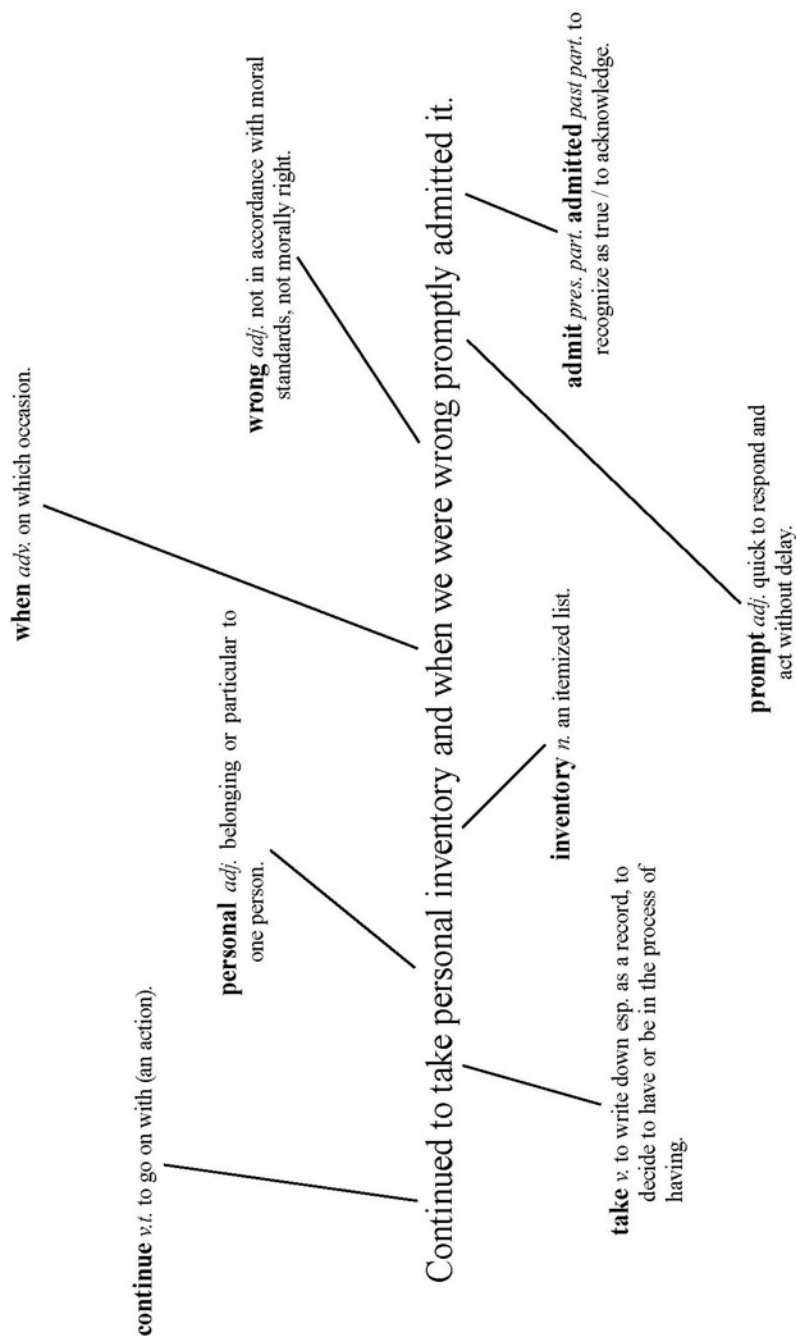 when adv. on which occasion.
continue v.t. to go on with (an action).
personal adj. belonging or particular to
one person.
wrong adj. not in accordance with moral
standards, not morally right.
Continued to take personal inventory and when we were wrong promptly admitted it.
take v. to write down esp. as a record, to
decide to have or be in the process of
having.
inventory n. an itemized list.
admit pres. part. admitted past part. to
recognize as true / to acknowledge.
prompt adj. quick to respond and
act without delay.